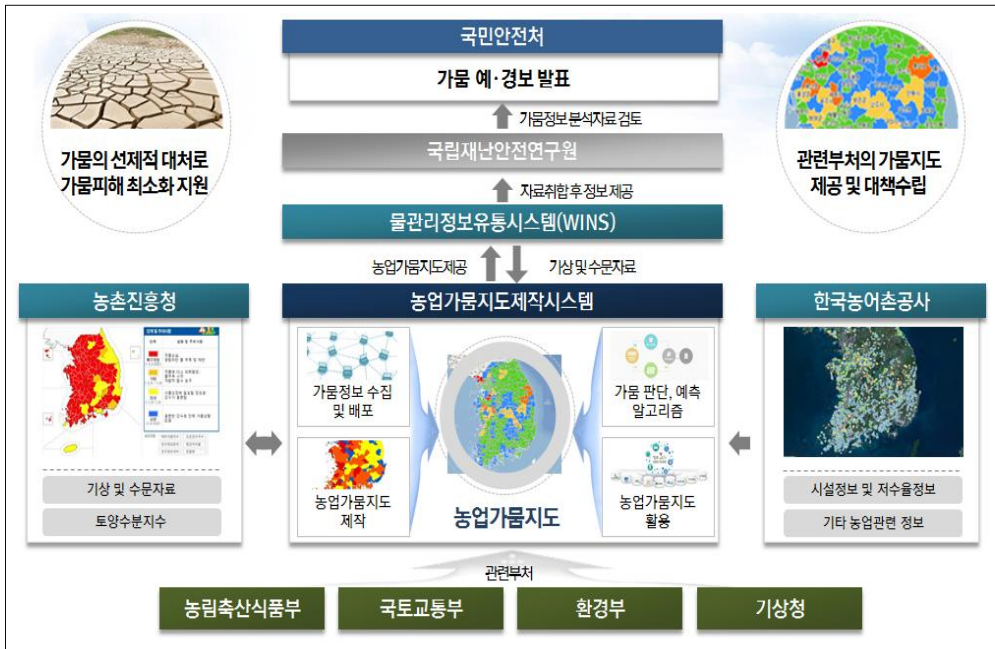 국민안전처
가뭄 예·경보 발표
가뭄정보 분석자료 검토
국립재난안전연구원
자료취합 후 정보 제공
물관리정보유통시스템(WINS)
농업가뭄지도제공
기상 및 수문자료
가뭄의 선제적 대처로
가뭄피해 최소화 지원
관련부처의 가뭄지도
제공 및 대책수립
농촌진흥청
기상 및 수문자료
토양수분지수
농업가뭄지도제작시스템
가뭄정보 수집
및 배포
농업가뭄지도
제작
농업가뭄지도
가뭄 판단, 예측
알고리즘
농업가뭄지도
활용
한국농어촌공사
시설정보 및 저수율정보
기타 농업관련 정보
관련부처
농림축산식품부
국토교통부
환경부
기상청